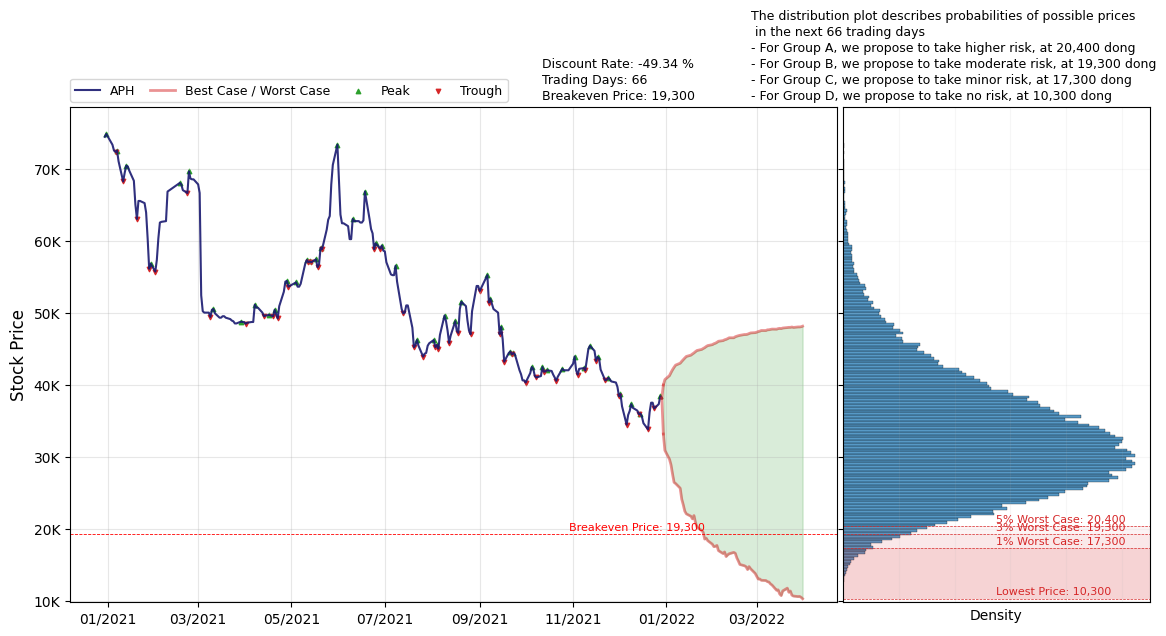 The distribution plot describes probabilities of possible prices
in the next 66 trading days
- For Group A, we propose to take higher risk, at 20,400 dong
- For Group B, we propose to take moderate risk, at 19,300 dong
- For Group C, we propose to take minor risk, at 17,300 dong
- For Group D, we propose to take no risk, at 10,300 dong
Discount Rate: -49.34 %
Trading Days: 66
Breakeven Price: 19,300
APH
Best Case / Worst Case
Peak
Trough
Stock Price
70K
60K
50K
40K
30K
20K
10K
Breakeven Price: 19,300
01/2021
03/2021
05/2021
07/2021
09/2021
11/2021
01/2022
03/2022
5% Worst Case: 20,400
3% Worst Case: 19,300
1% Worst Case: 17,300
Lowest Price: 10,300
Density